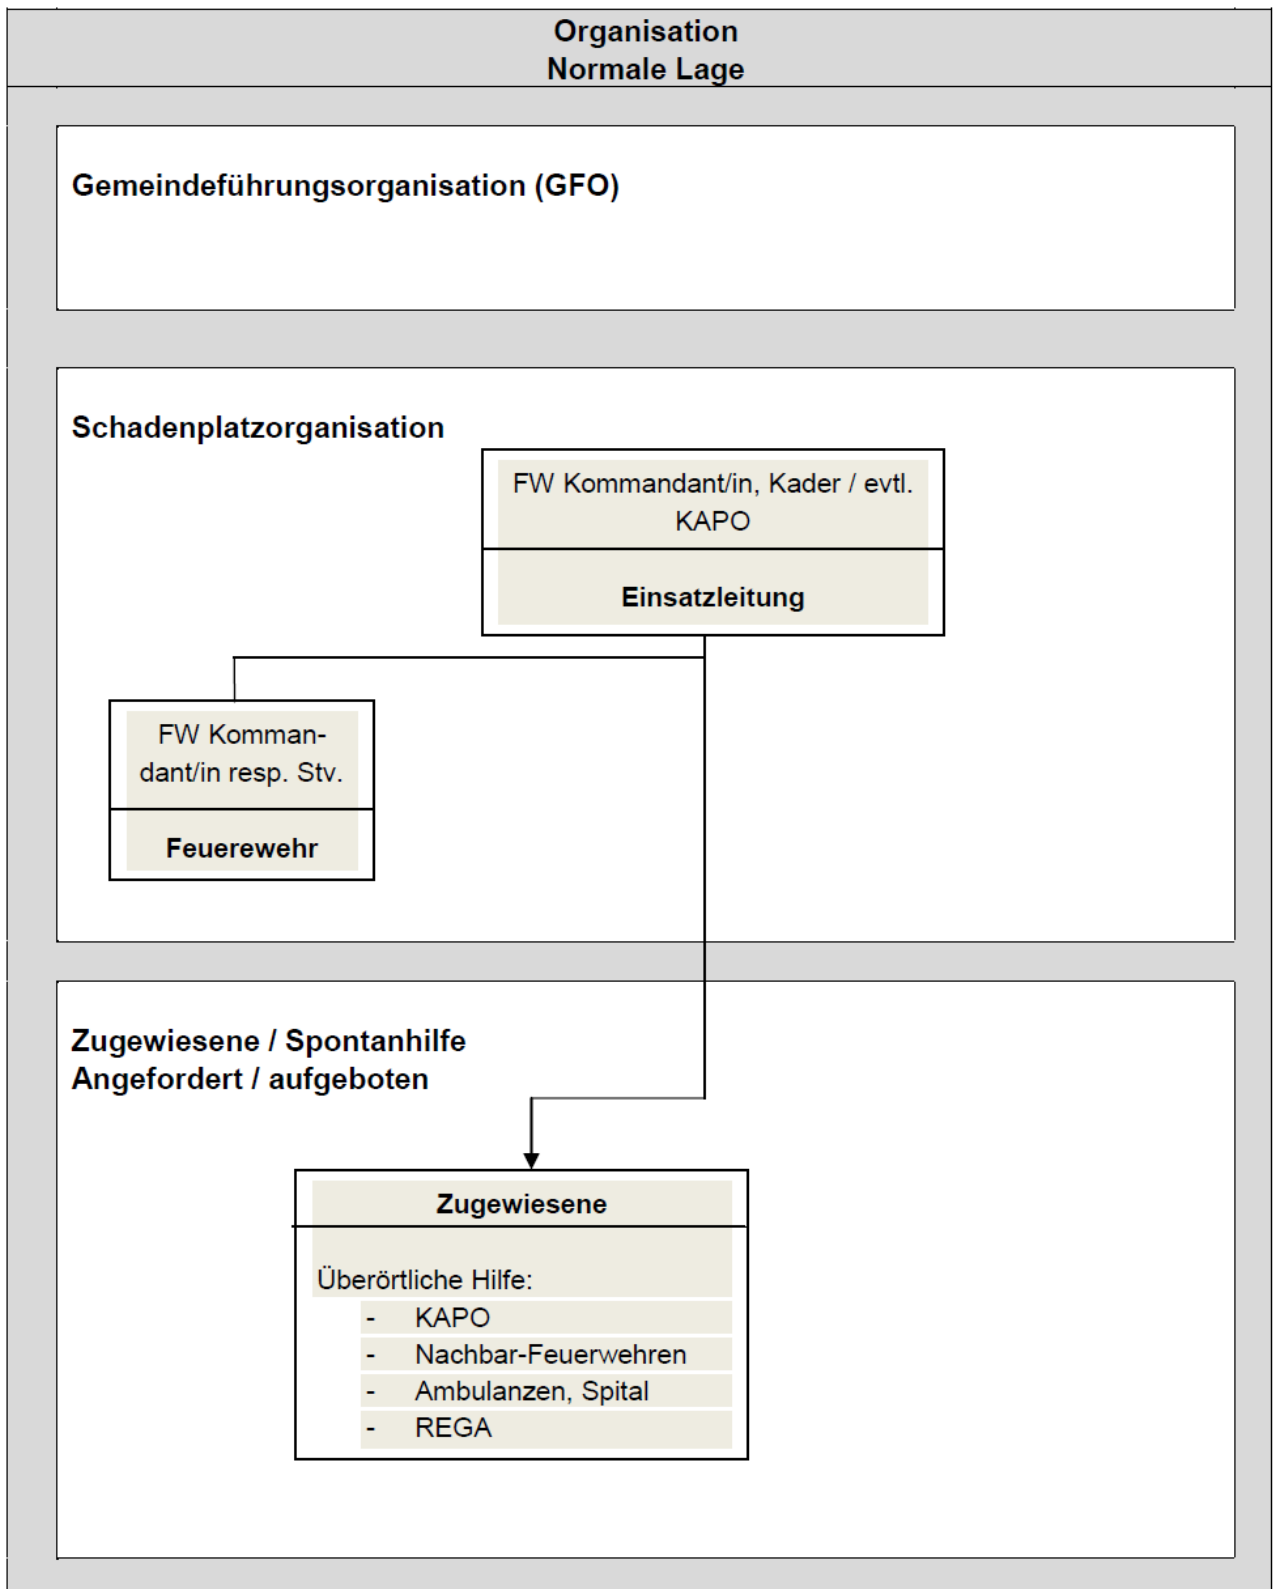 Organisation
Normale Lage
Gemeindeführungsorganisation (GFO)
Schadenplatzorganisation
FW Kommandant/in, Kader / evtl.
KAPO
Einsatzleitung
FW Komman-
dant/in resp. Stv.
Feuerewehr
Zugewiesene / Spontanhilfe
Angefordert / aufgeboten
Zugewiesene
Überörtliche Hilfe:
- KAPO
- Nachbar-Feuerwehren
- Ambulanzen, Spital
- REGA